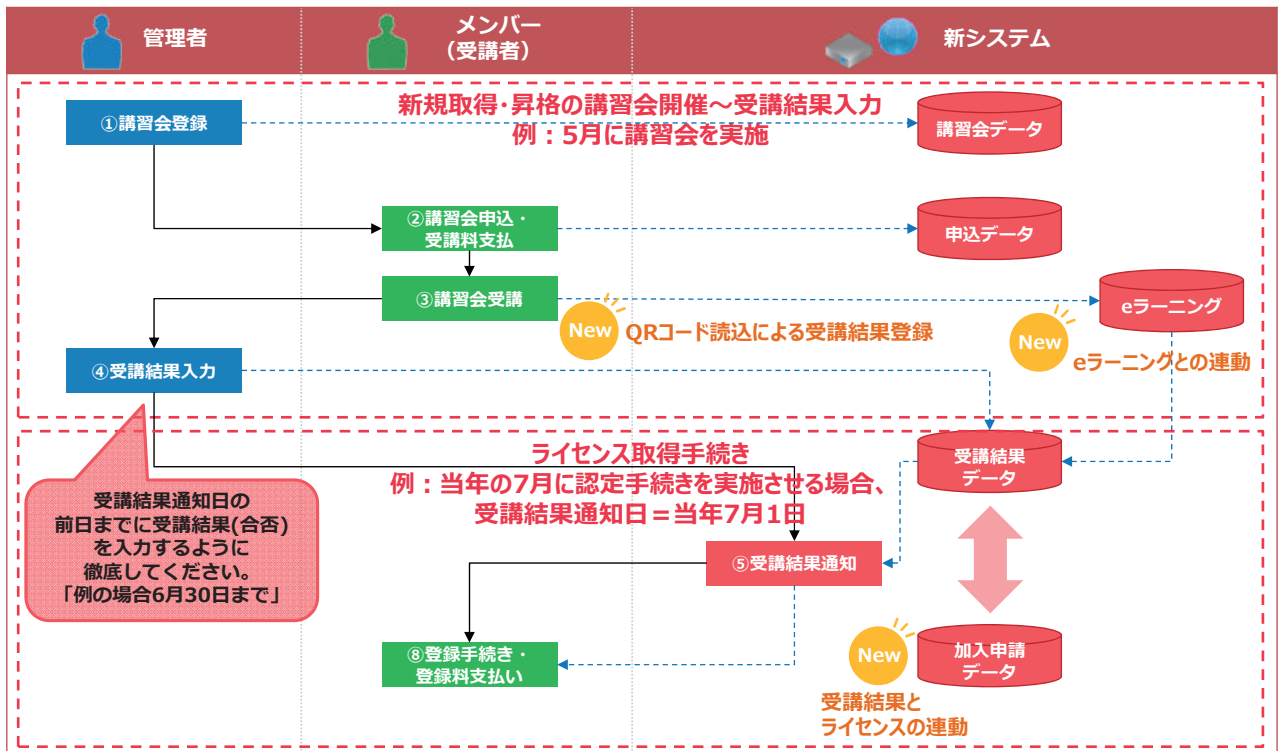 管理者
メンバー
（受講者）
新システム
新規取得・昇格の講習会開催～受講結果入力
例：5月に講習会を実施
①講習会登録
講習会データ
②講習会申込・
受講料支払
申込データ
③講習会受講
eラーニング
New
QRコード読込による受講結果登録
New
eラーニングとの連動
④受講結果入力
ライセンス取得手続き
例：当年の7月に認定手続きを実施させる場合、
受講結果通知日＝当年7月1日
受講結果
データ
受講結果通知日の
前日までに受講結果(合否)
を入力するように
徹底してください。
「例の場合6月30日まで」
⑤受講結果通知
⑧登録手続き・
登録料支払い
New
加入申請
データ
受講結果と
ライセンスの連動